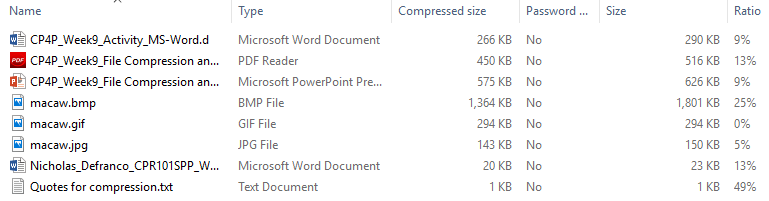 Name Type Compressed size Password ... Size Ratio
CP4P_Week9_Activity_MS-Word.d Microsoft Word Document 266 KB No 290 KB 9%
PDF CP4P_Week9_File Compression an... PDF Reader 450 KB No 516 KB 13%
CP4P_Week9_File Compression an... Microsoft PowerPoint Pre... 575 KB No 626 KB 9%
macaw.bmp BMP File 1,364 KB No 1,801 KB 25%
macaw.gif GIF File 294 KB No 294 KB 0%
macaw.jpg JPG File 143 KB No 150 KB 5%
Nicholas_Defranco_CPR101SPP_W... Microsoft Word Document 20 KB No 23 KB 13%
Quotes for compression.txt Text Document 1 KB No 1 KB 49%